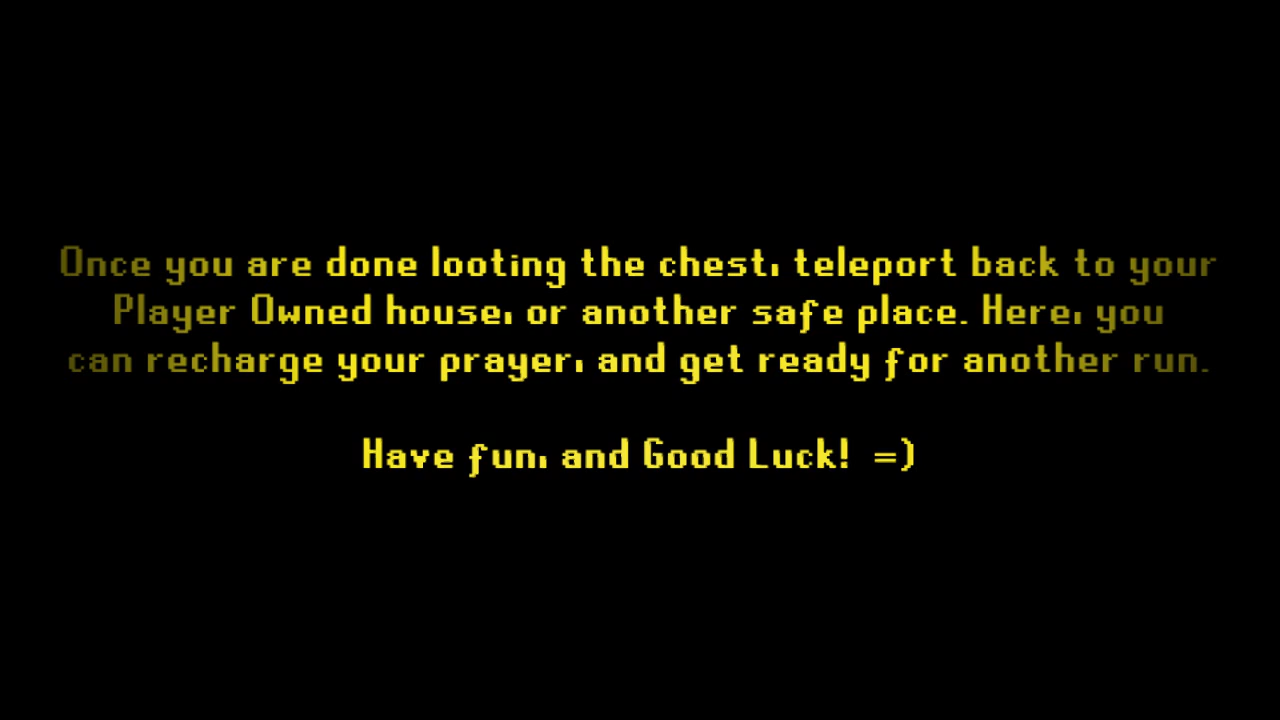 Once you are done looting the chest, teleport back to your
Player Owned house, or another safe place. Here, you
can recharge your prayer, and get ready for another run.
Have fun, and Good Luck! =)